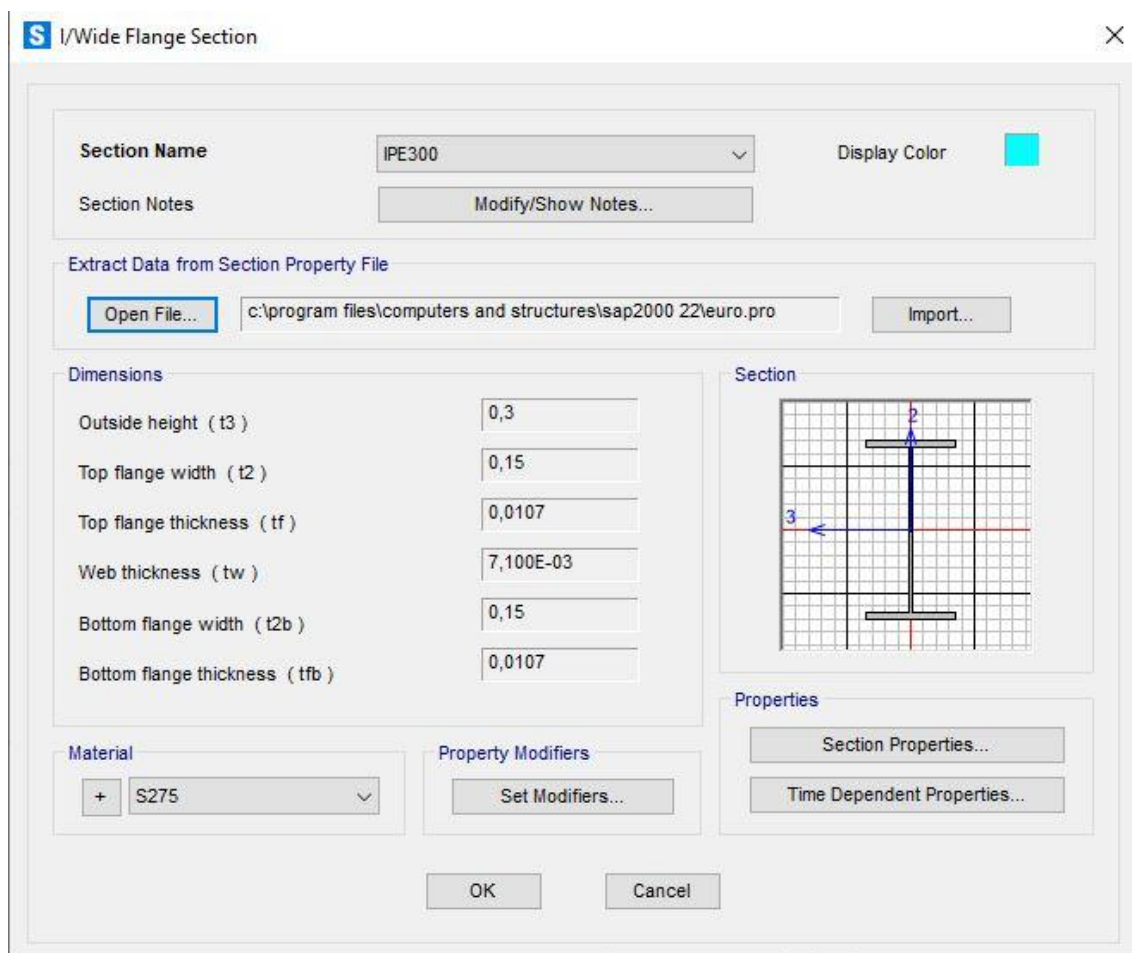 S I/Wide Flange Section
Section Name IPE300 Display Color
Section Notes Modify/Show Notes...
Extract Data from Section Property File
Open File... c:\program files\computers and structures\sap2000 22\euro.pro Import...
Dimensions
Outside height ( t3 ) 0,3
Top flange width ( t2 ) 0,15
Top flange thickness ( tf ) 0,0107
Web thickness ( tw ) 7,100E-03
Bottom flange width ( t2b ) 0,15
Bottom flange thickness ( tfb ) 0,0107
Section
2
3
Properties
Section Properties...
Time Dependent Properties...
Material
+ S275
Property Modifiers
Set Modifiers...
OK Cancel